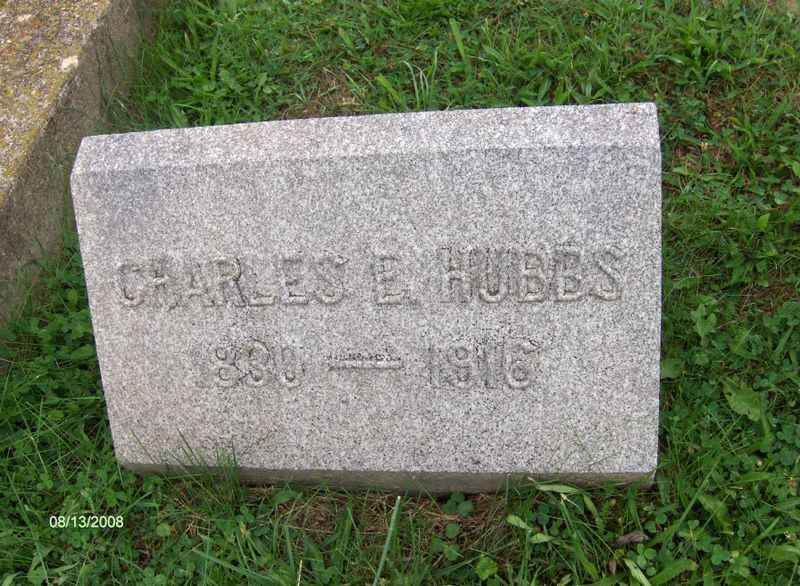 CHARLES E. HUBBS
1830 — 1916
08/13/2008